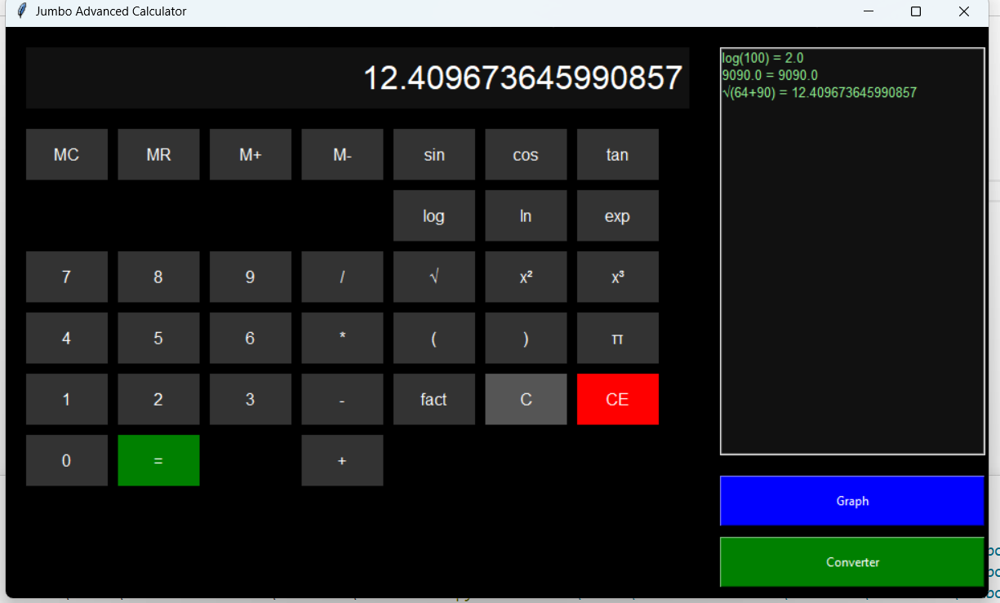 Jumbo Advanced Calculator
12.409673645990857
log(100) = 2.0
9090.0 = 9090.0
√(64+90) = 12.409673645990857
MC MR M+ M- sin cos tan
log ln exp
7 8 9 / √ x² x³
4 5 6 * ( ) π
1 2 3 - fact C CE
0 = +
Graph
Converter